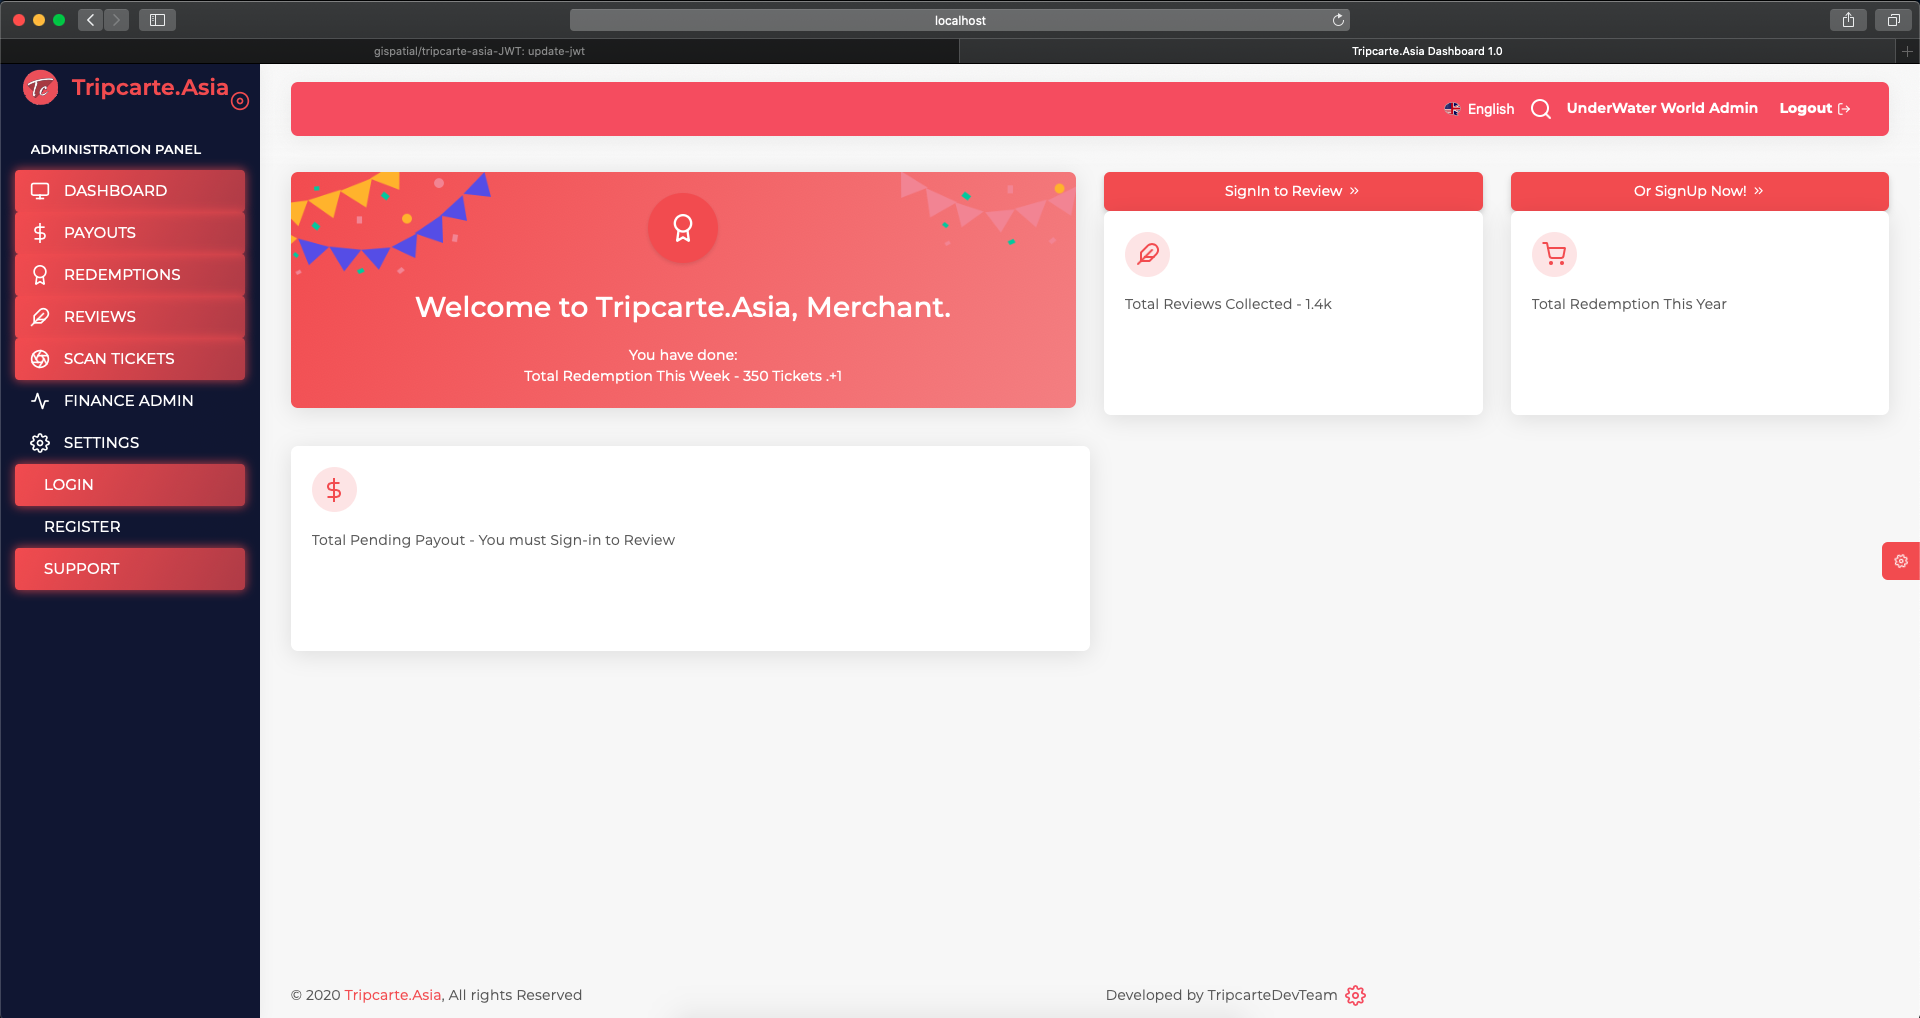 localhost
gispatial/tripcarte-asia-JWT: update-jwt
Tripcarte.Asia Dashboard 1.0
Tc Tripcarte.Asia
ADMINISTRATION PANEL
DASHBOARD
PAYOUTS
REDEMPTIONS
REVIEWS
SCAN TICKETS
FINANCE ADMIN
SETTINGS
LOGIN
REGISTER
SUPPORT
English
UnderWater World Admin
Logout
Welcome to Tripcarte.Asia, Merchant.
You have done:
Total Redemption This Week - 350 Tickets .+1
SignIn to Review »
Total Reviews Collected - 1.4k
Or SignUp Now! »
Total Redemption This Year
$
Total Pending Payout - You must Sign-in to Review
© 2020 Tripcarte.Asia, All rights Reserved
Developed by TripcarteDevTeam